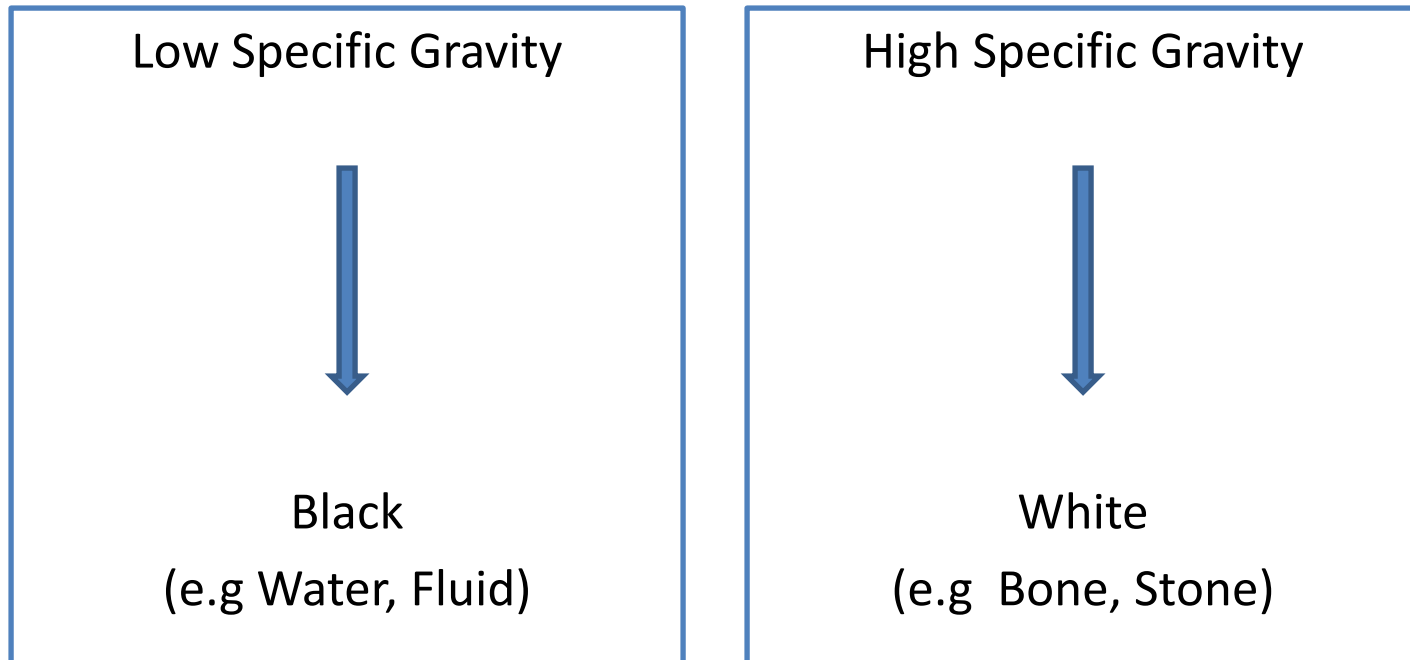 Low Specific Gravity
Black
(e.g Water, Fluid)
High Specific Gravity
White
(e.g  Bone, Stone)